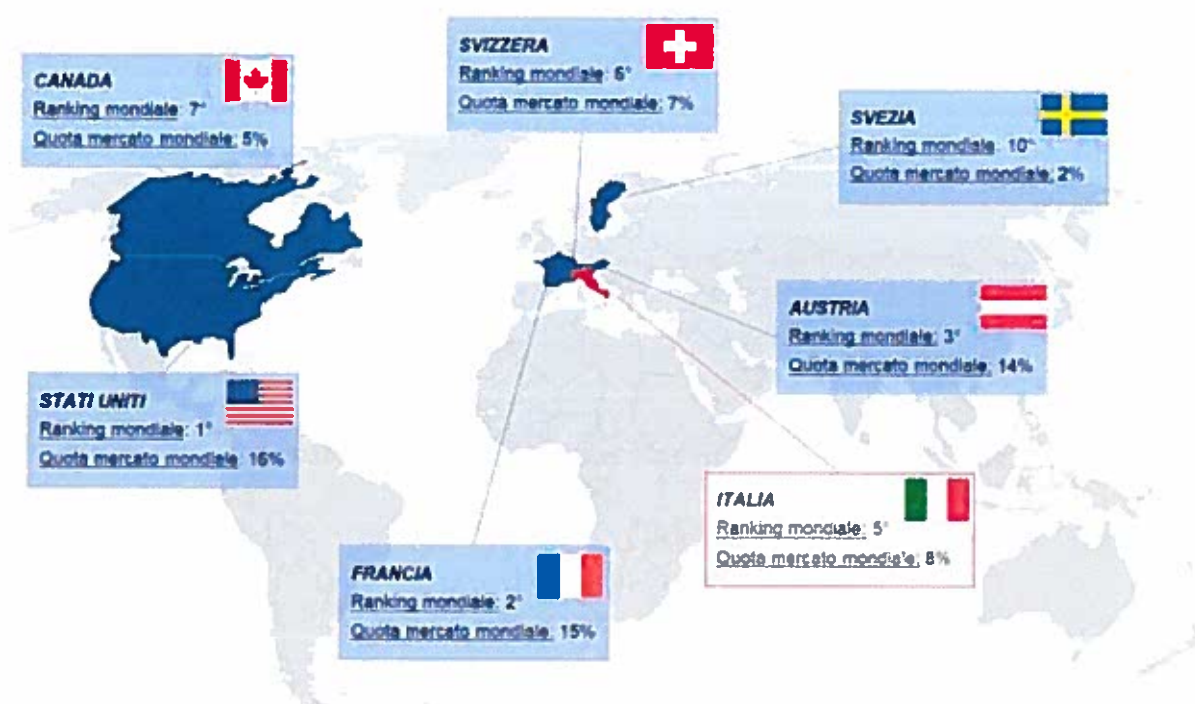 SVIZZERA
Ranking mondiale: 6°
Quota mercato mondiale: 7%
CANADA
Ranking mondiale: 7°
Quota mercato mondiale: 5%
SVEZIA
Ranking mondiale: 10°
Quota mercato mondiale: 2%
AUSTRIA
Ranking mondiale: 3°
Quota mercato mondiale: 14%
STATI UNITI
Ranking mondiale: 1°
Quota mercato mondiale: 16%
ITALIA
Ranking mondiale: 5°
Quota mercato mondiale: 8%
FRANCIA
Ranking mondiale: 2°
Quota mercato mondiale: 15%